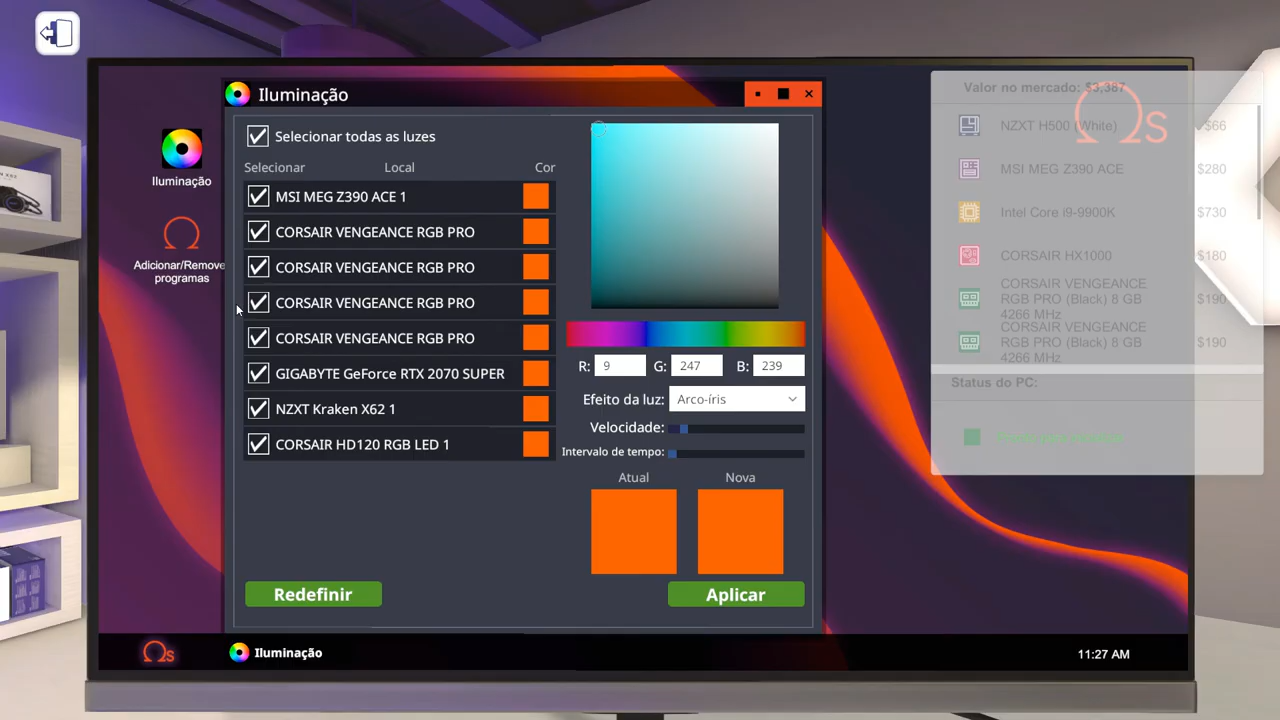 Iluminação
Selecionar todas as luzes
Selecionar Local Cor
MSI MEG Z390 ACE 1
CORSAIR VENGEANCE RGB PRO
CORSAIR VENGEANCE RGB PRO
CORSAIR VENGEANCE RGB PRO
CORSAIR VENGEANCE RGB PRO
GIGABYTE GeForce RTX 2070 SUPER
NZXT Kraken X62 1
CORSAIR HD120 RGB LED 1
Redefinir
R: 9 G: 247 B: 239
Efeito da luz: Arco-íris
Velocidade:
Intervalo de tempo:
Atual Nova
Aplicar
Iluminação
Adicionar/Remove
programas
Valor no mercado: $3,387
NZXT H500 (White) $66
MSI MEG Z390 ACE $280
Intel Core i9-9900K $730
CORSAIR HX1000 $180
CORSAIR VENGEANCE
RGB PRO (Black) 8 GB $190
4266 MHz
CORSAIR VENGEANCE
RGB PRO (Black) 8 GB $190
4266 MHz
Status do PC:
Ωs
Ωs
Iluminação
11:27 AM